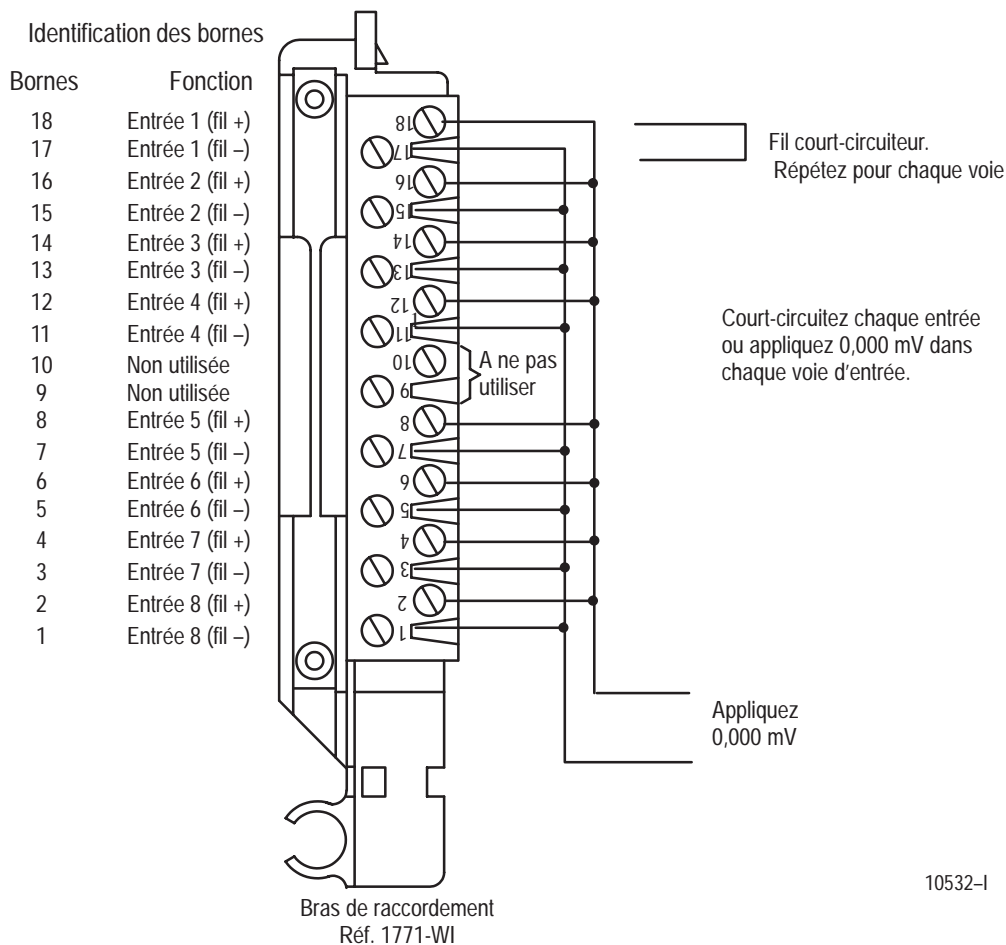 Identification des bornes
Bornes Fonction
18 Entrée 1 (fil +)
17 Entrée 1 (fil –)
16 Entrée 2 (fil +)
15 Entrée 2 (fil –)
14 Entrée 3 (fil +)
13 Entrée 3 (fil –)
12 Entrée 4 (fil +)
11 Entrée 4 (fil –)
10 Non utilisée
9 Non utilisée
8 Entrée 5 (fil +)
7 Entrée 5 (fil –)
6 Entrée 6 (fil +)
5 Entrée 6 (fil –)
4 Entrée 7 (fil +)
3 Entrée 7 (fil –)
2 Entrée 8 (fil +)
1 Entrée 8 (fil –)
18
17
16
15
14
13
12
11
10
9
8
7
6
5
4
3
2
1
A ne pas
utiliser
Fil court-circuiteur.
Répétez pour chaque voie
Court-circuitez chaque entrée
ou appliquez 0,000 mV dans
chaque voie d'entrée.
Appliquez
0,000 mV
Bras de raccordement
Réf. 1771-WI
10532–I